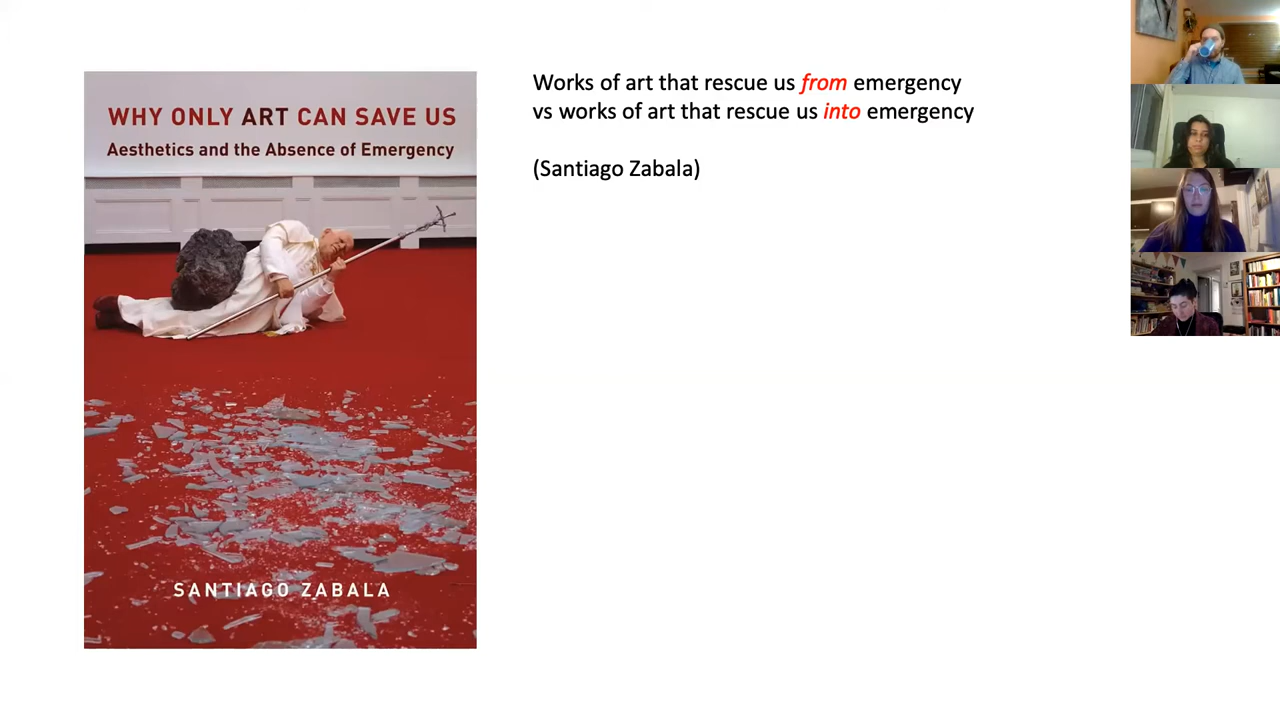 WHY ONLY ART CAN SAVE US
Aesthetics and the Absence of Emergency
SANTIAGO ZABALA
Works of art that rescue us from emergency
vs works of art that rescue us into emergency
(Santiago Zabala)